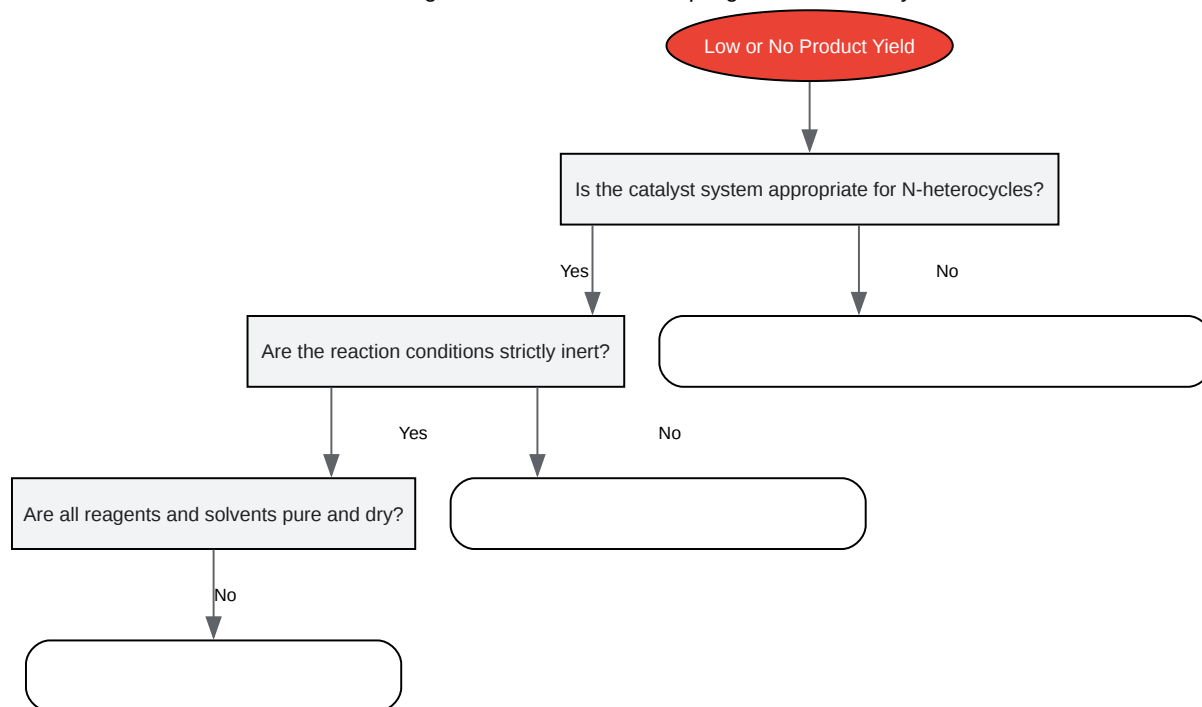 Low or No Product Yield
Is the catalyst system appropriate for N-heterocycles?
Yes
No
Are the reaction conditions strictly inert?
Yes
No
Are all reagents and solvents pure and dry?
No